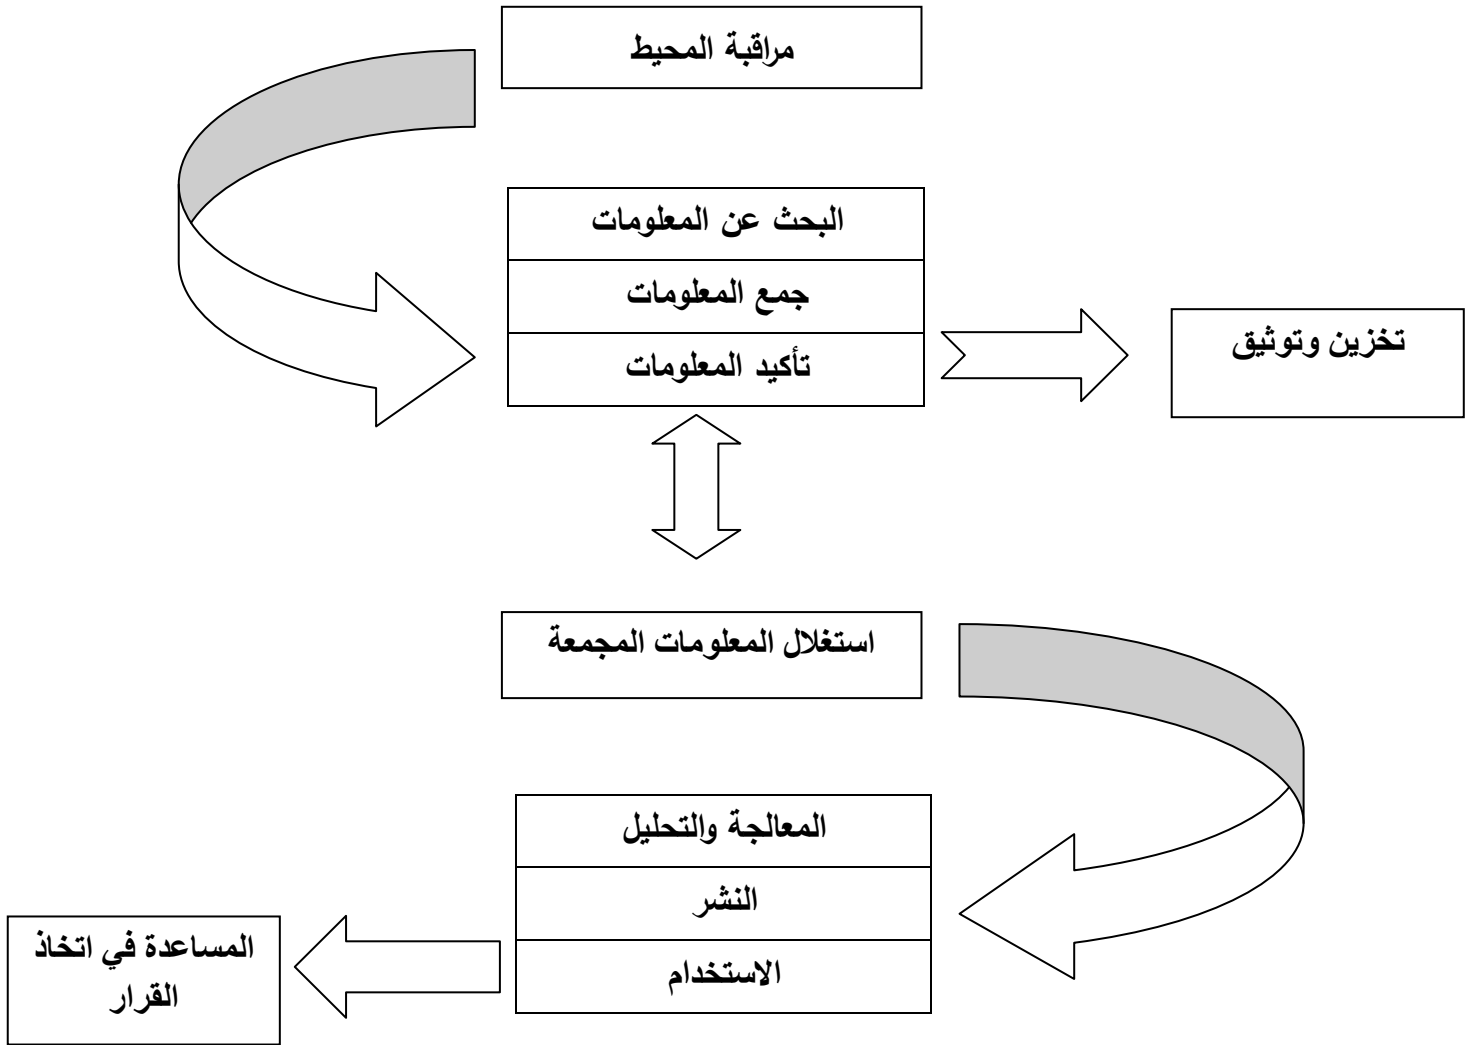 مراقبة المحيط
البحث عن المعلومات
جمع المعلومات
تأكيد المعلومات
تخزين وتوثيق
استغلال المعلومات المجمعة
المعالجة والتحليل
النشر
الاستخدام
المساعدة في اتخاذ
القرار